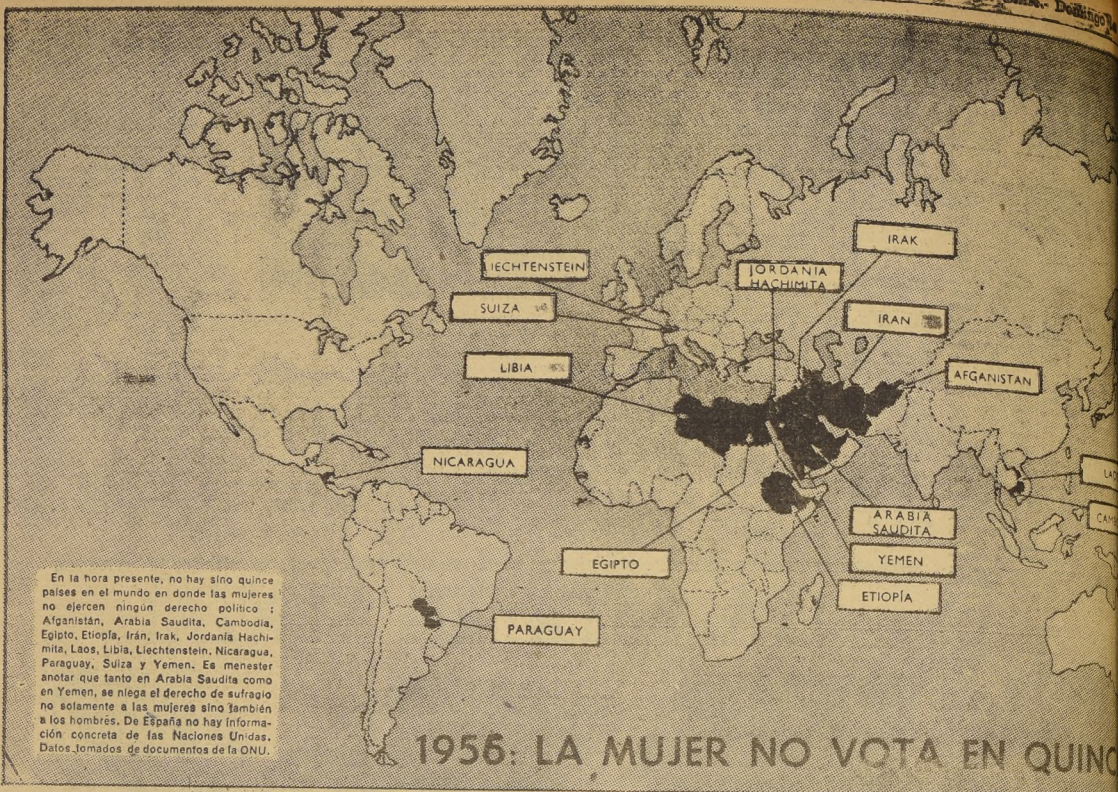 Domingo
IRAK
LIECHTENSTEIN
JORDANIA
HACHIMITA
SUIZA
IRAN
LIBIA
AFGANISTAN
NICARAGUA
ARABIA
SAUDITA
EGIPTO
YEMEN
ETIOPÍA
PARAGUAY
En la hora presente, no hay sino quince
países en el mundo en donde las mujeres
no ejercen ningún derecho político :
Afganistán, Arabia Saudita, Cambodia,
Egipto, Etiopía, Irán, Irak, Jordania Hachi-
mita, Laos, Libia, Liechtenstein, Nicaragua,
Paraguay, Suiza y Yemen. Es menester
anotar que tanto en Arabia Saudita como
en Yemen, se niega el derecho de sufragio
no solamente a las mujeres sino también
a los hombres. De España no hay informa-
ción concreta de las Naciones Unidas.
Datos tomados de documentos de la ONU.
1956: LA MUJER NO VOTA EN QUINC